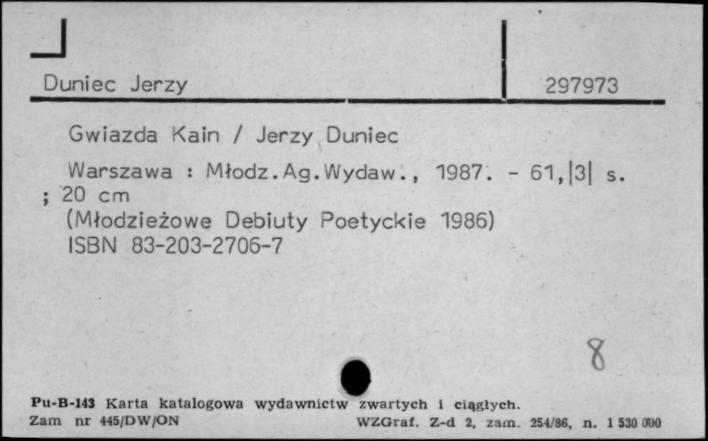 Duniec Jerzy 297973
Gwiazda Kain / Jerzy Duniec
Warszawa : Młodz.Ag.Wydaw., 1987. - 61,|3| s.
; 20 cm
(Młodzieżowe Debiuty Poetyckie 1986)
ISBN 83-203-2706-7
8
Pu-B-143 Karta katalogowa wydawnictw zwartych i ciągłych.
Zam nr 445/DW/ON WZGraf. Z-d 2, zam. 254/86, n. 1 530 000